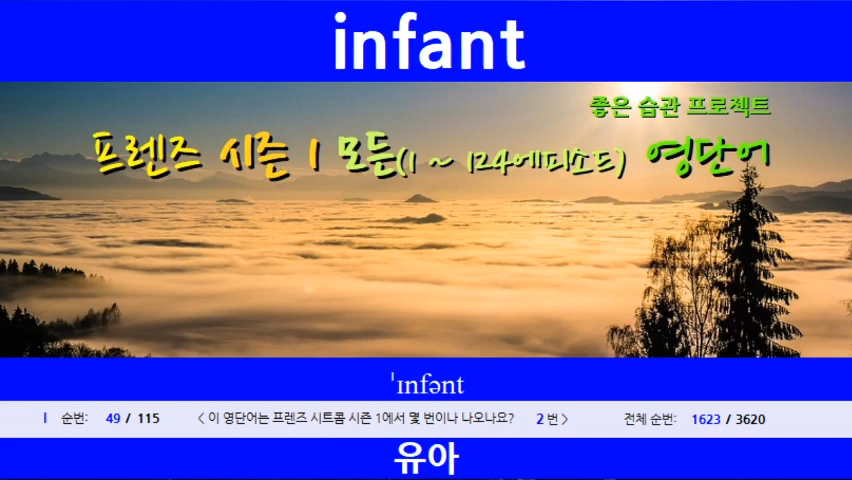 infant
좋은 습관 프로젝트
프렌즈 시즌 1 모든(1 ~ 124에피소드) 영단어
ˈɪnfənt
I 순번: 49 / 115 < 이 영단어는 프렌즈 시트콤 시즌 1에서 몇 번이나 나오나요? 2 번 > 전체 순번: 1623 / 3620
유아